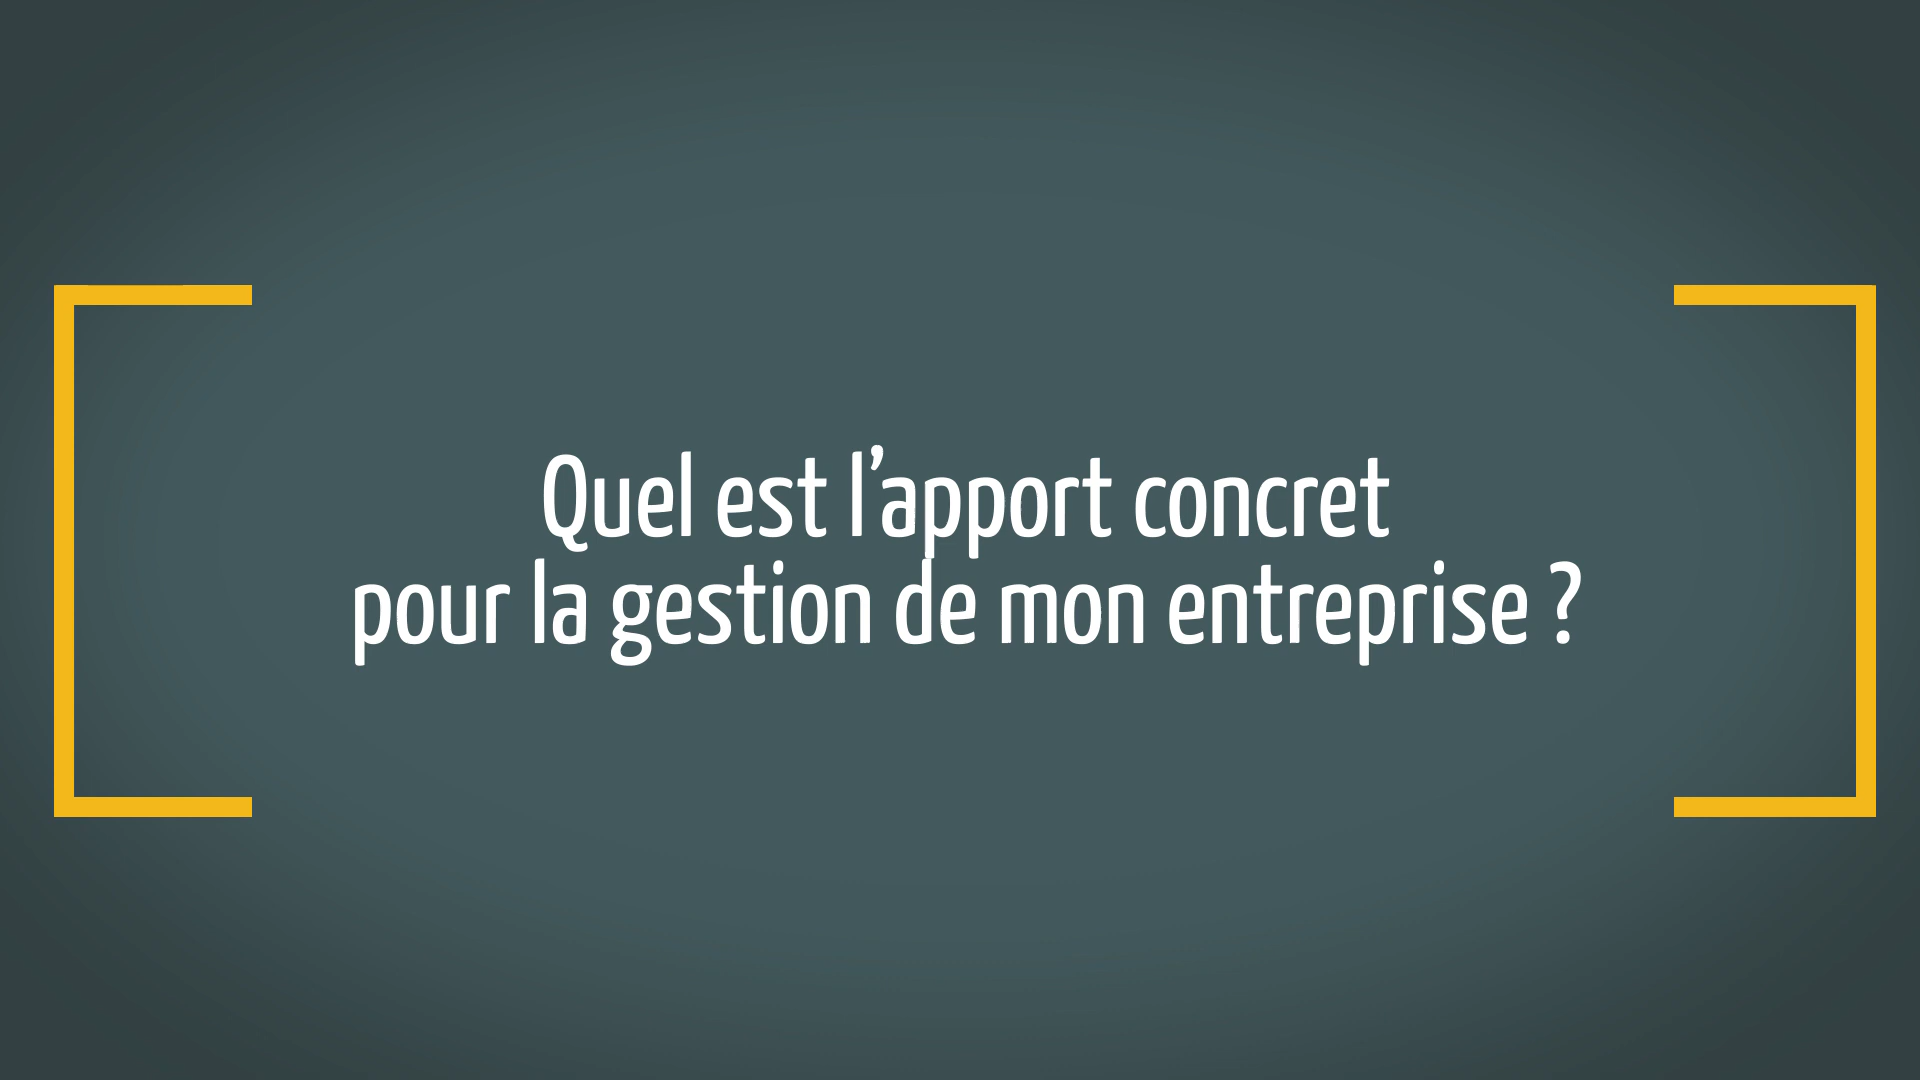 Quel est l’apport concret
pour la gestion de mon entreprise ?